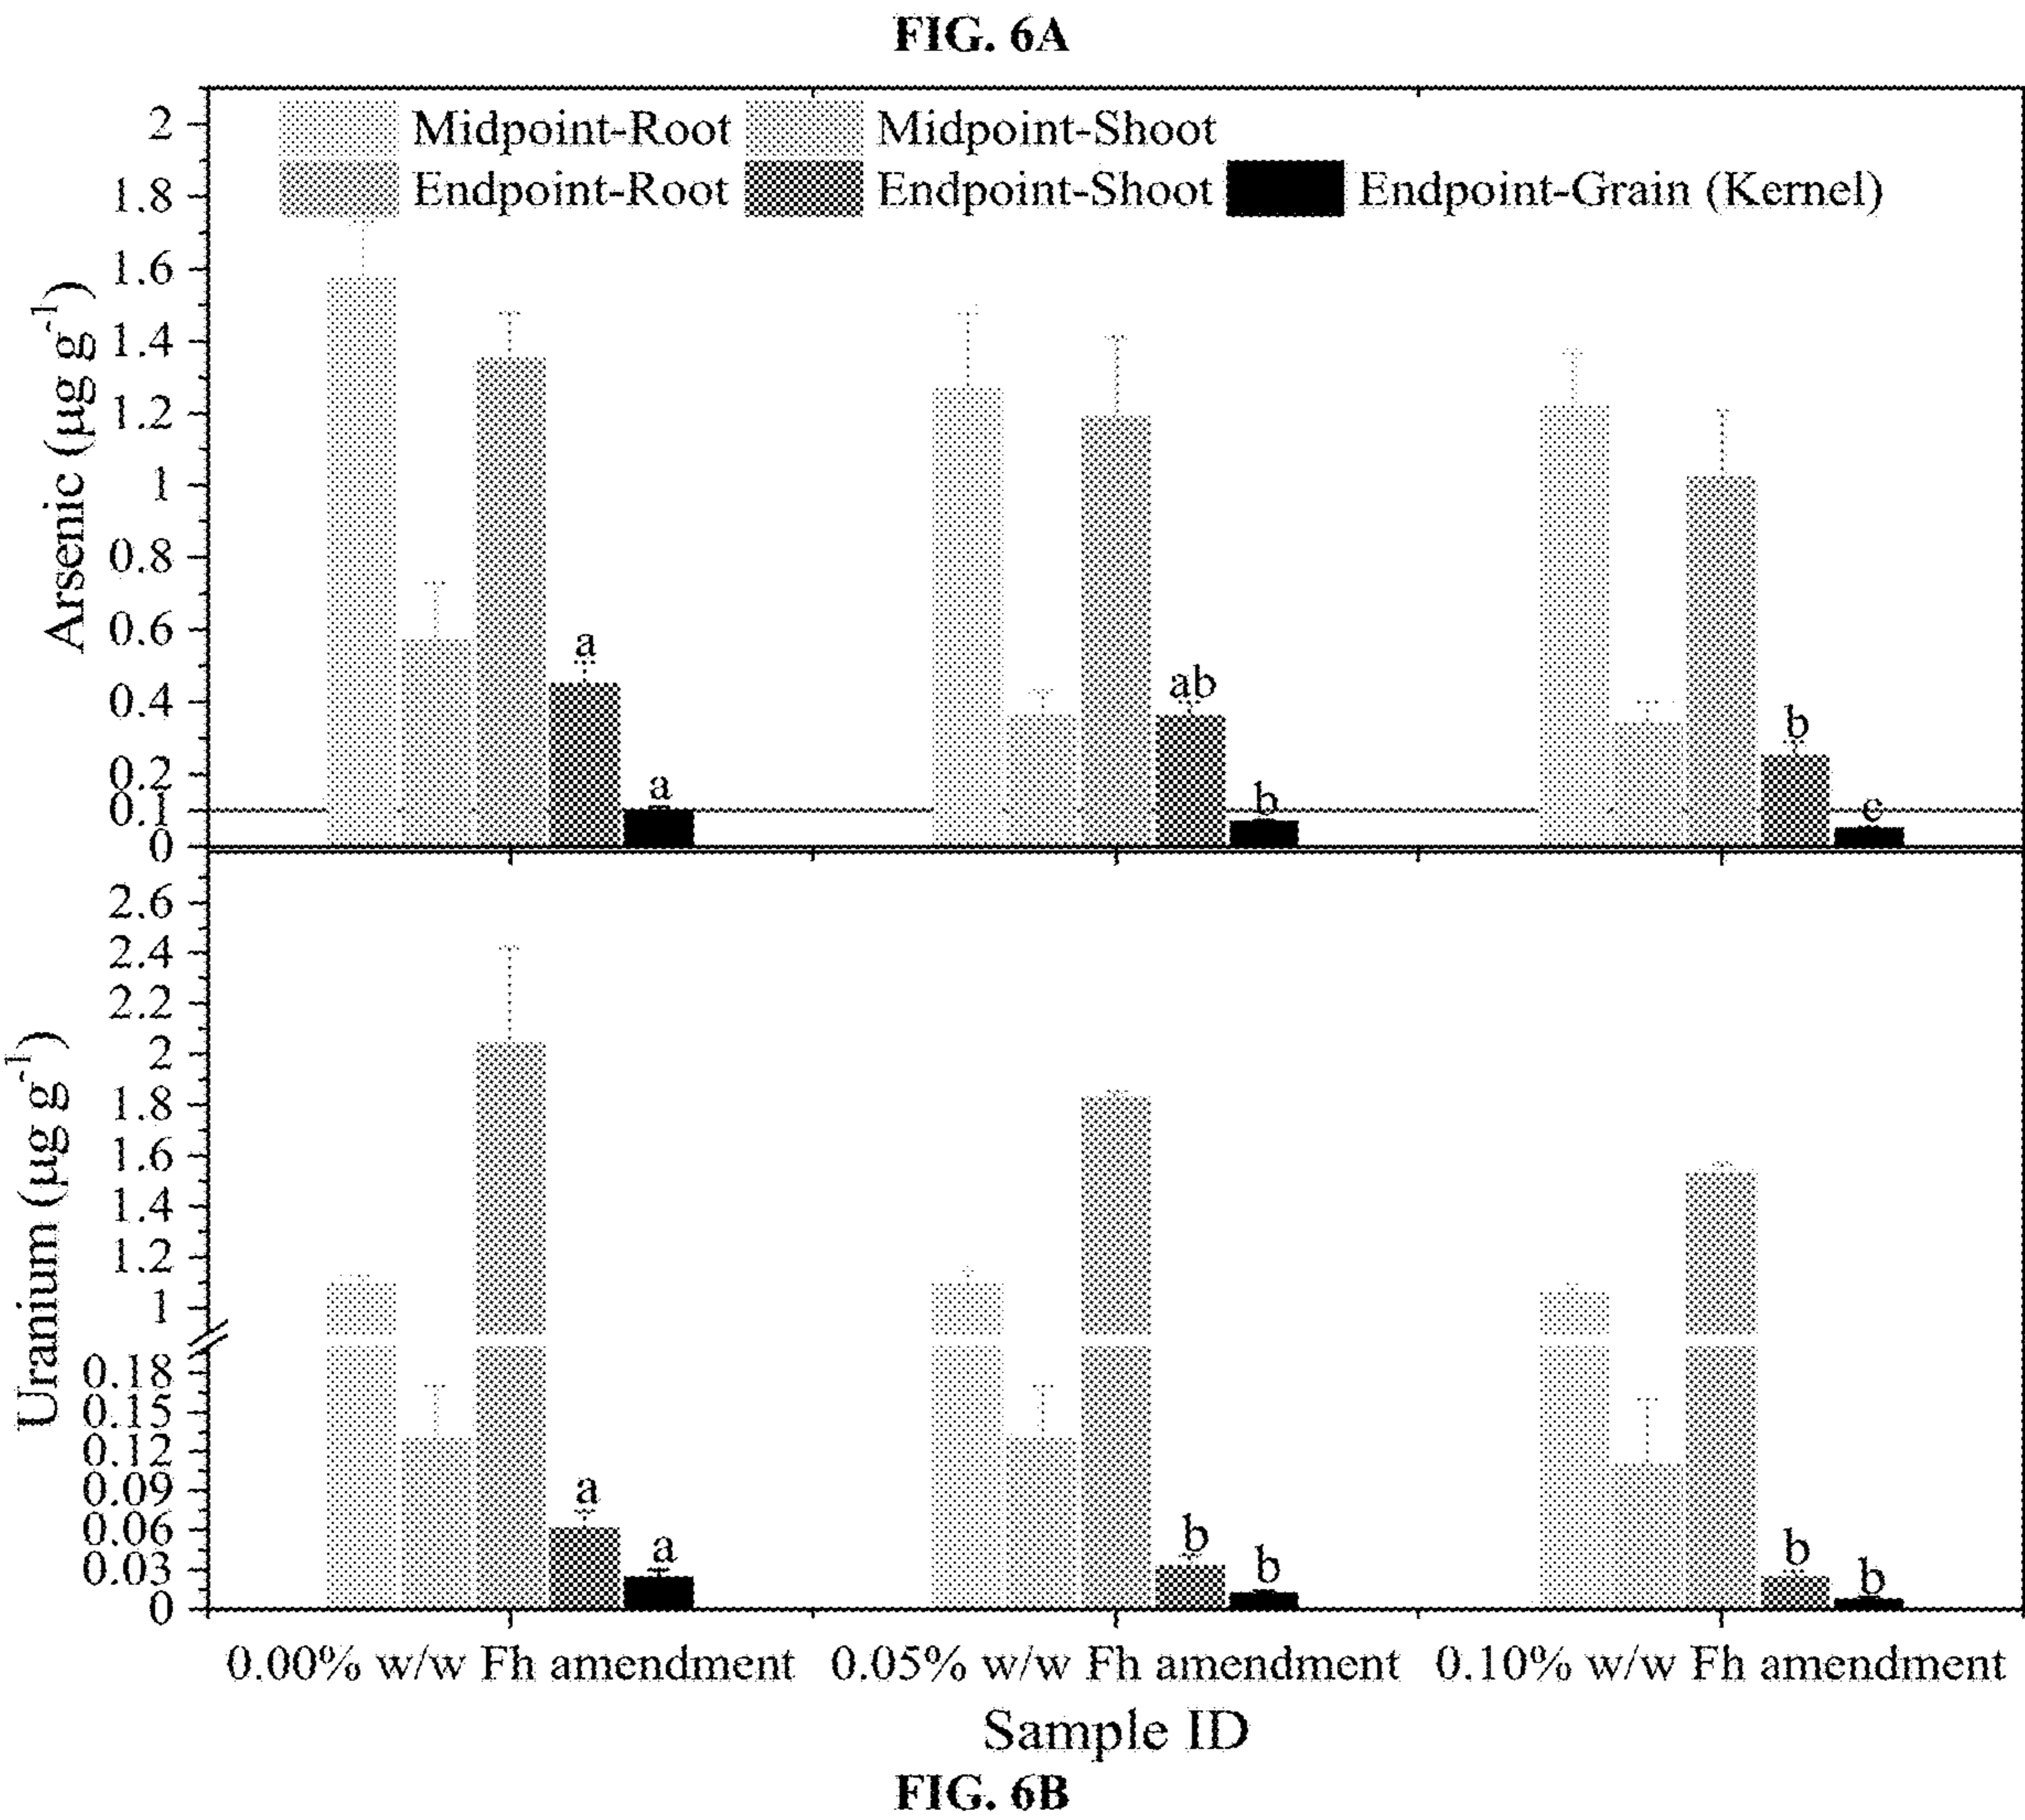 FIG. 6A
Midpoint-Root Midpoint-Shoot
Endpoint-Root Endpoint-Shoot Endpoint-Grain (Kernel)
Arsenic (µg g-1)
2
1.8
1.6
1.4
1.2
1
0.8
0.6
0.4
0.2
0.1
0
a
a
ab
b
b
c
Uranium (µg g-1)
2.6
2.4
2.2
2
1.8
1.6
1.4
1.2
1
0.18
0.15
0.12
0.09
0.06
0.03
0
a
a
b
b
b
b
0.00% w/w Fh amendment 0.05% w/w Fh amendment 0.10% w/w Fh amendment
Sample ID
FIG. 6B